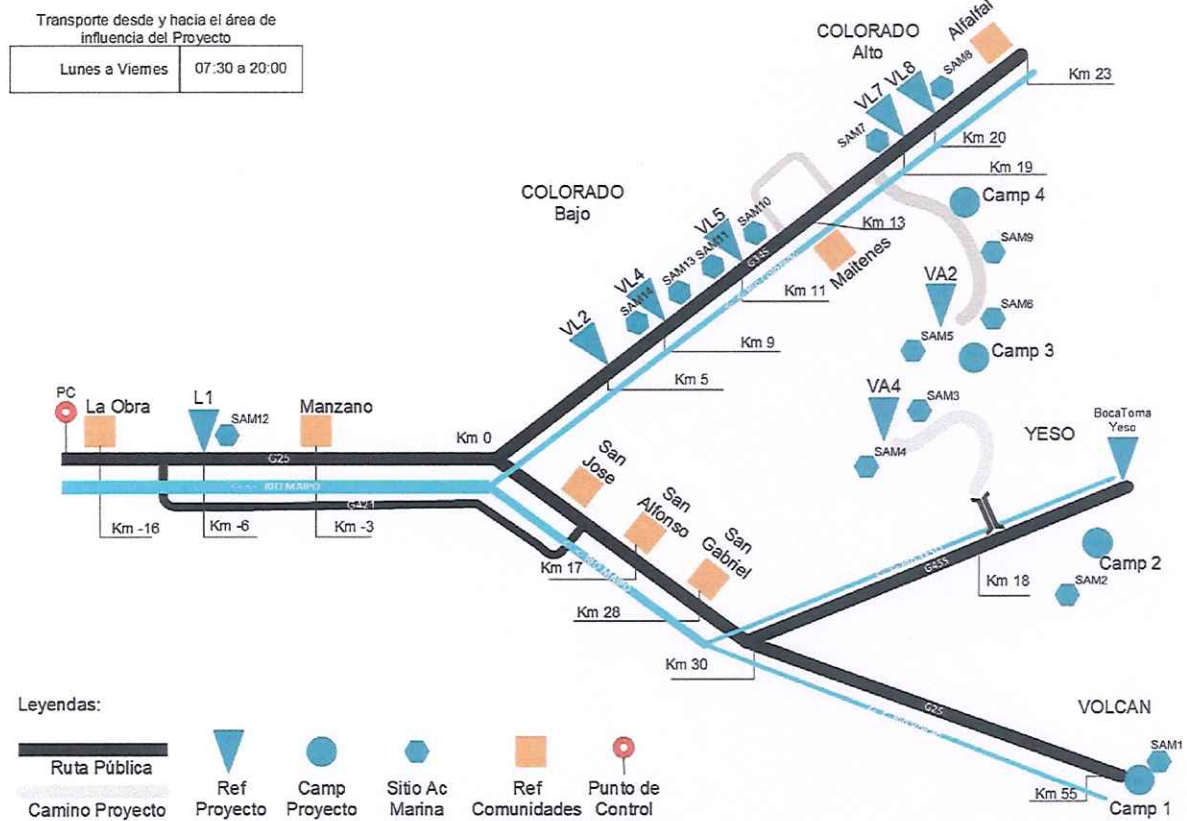 Transporte desde y hacia el área de
influencia del Proyecto
Lunes a Viernes 07:30 a 20:00
COLORADO
Alto
Alfalfal
SAM8
VL8
VL7
SAM7
Km 23
Km 20
Km 19
COLORADO
Bajo
SAM10
VL5
SAM11
SAM13
VL4
SAM14
VL2
G345
Km 13
Maitenes
Km 11
Km 9
Km 5
Camp 4
SAM9
VA2
SAM6
SAM5
Camp 3
VA4
SAM3
SAM4
YESO
BocaToma
Yeso
PC
La Obra
L1
SAM12
Manzano
Km 0
G25
RIO MAIPO
G421
Km -16
Km -6
Km -3
San
Jose
San
Alfonso
San
Gabriel
Km 17
RIO MAIPO
Km 28
Km 30
G455
Km 18
Camp 2
SAM2
G25
VOLCAN
SAM1
Km 55
Camp 1
Leyendas:
Ruta Pública
Camino Proyecto
Ref
Proyecto
Camp
Proyecto
Sitio Ac
Marina
Ref
Comunidades
Punto de
Control